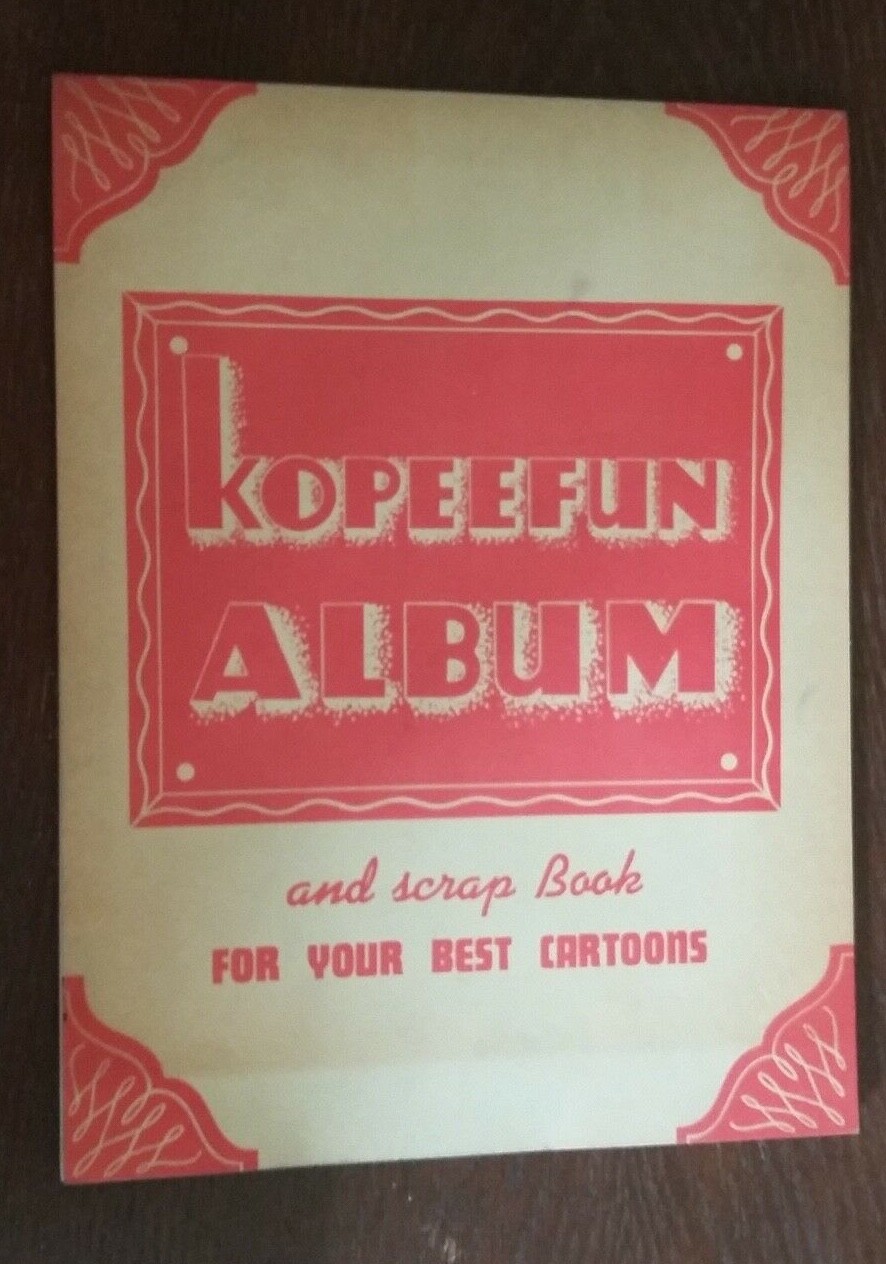 KOPEEFUN
ALBUM
and scrap Book
FOR YOUR BEST CARTOONS